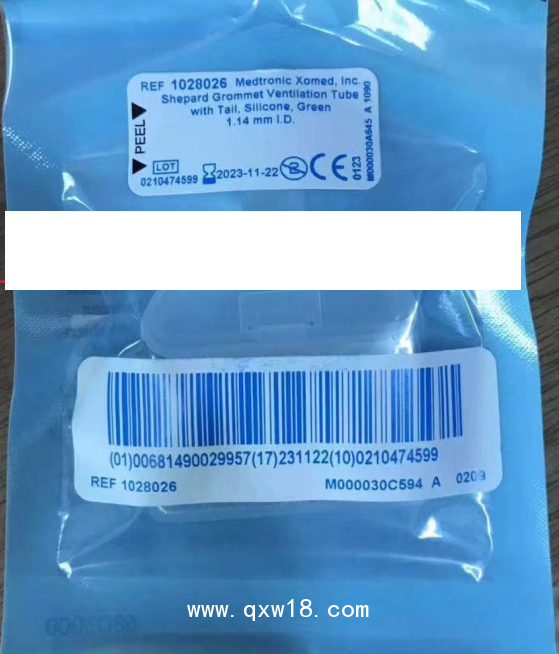 REF 1028026 Medtronic Xomed, Inc.
Shepard Grommet Ventilation Tube
with Tail, Silicone, Green
1.14 mm I.D.
PEEL
LOT
0210474599
2023-11-22
2
CE
0123
M000030A645 A 1090
(01)00681490029957(17)231122(10)0210474599
REF 1028026
M000030C594 A 0209
www.qxw18.com